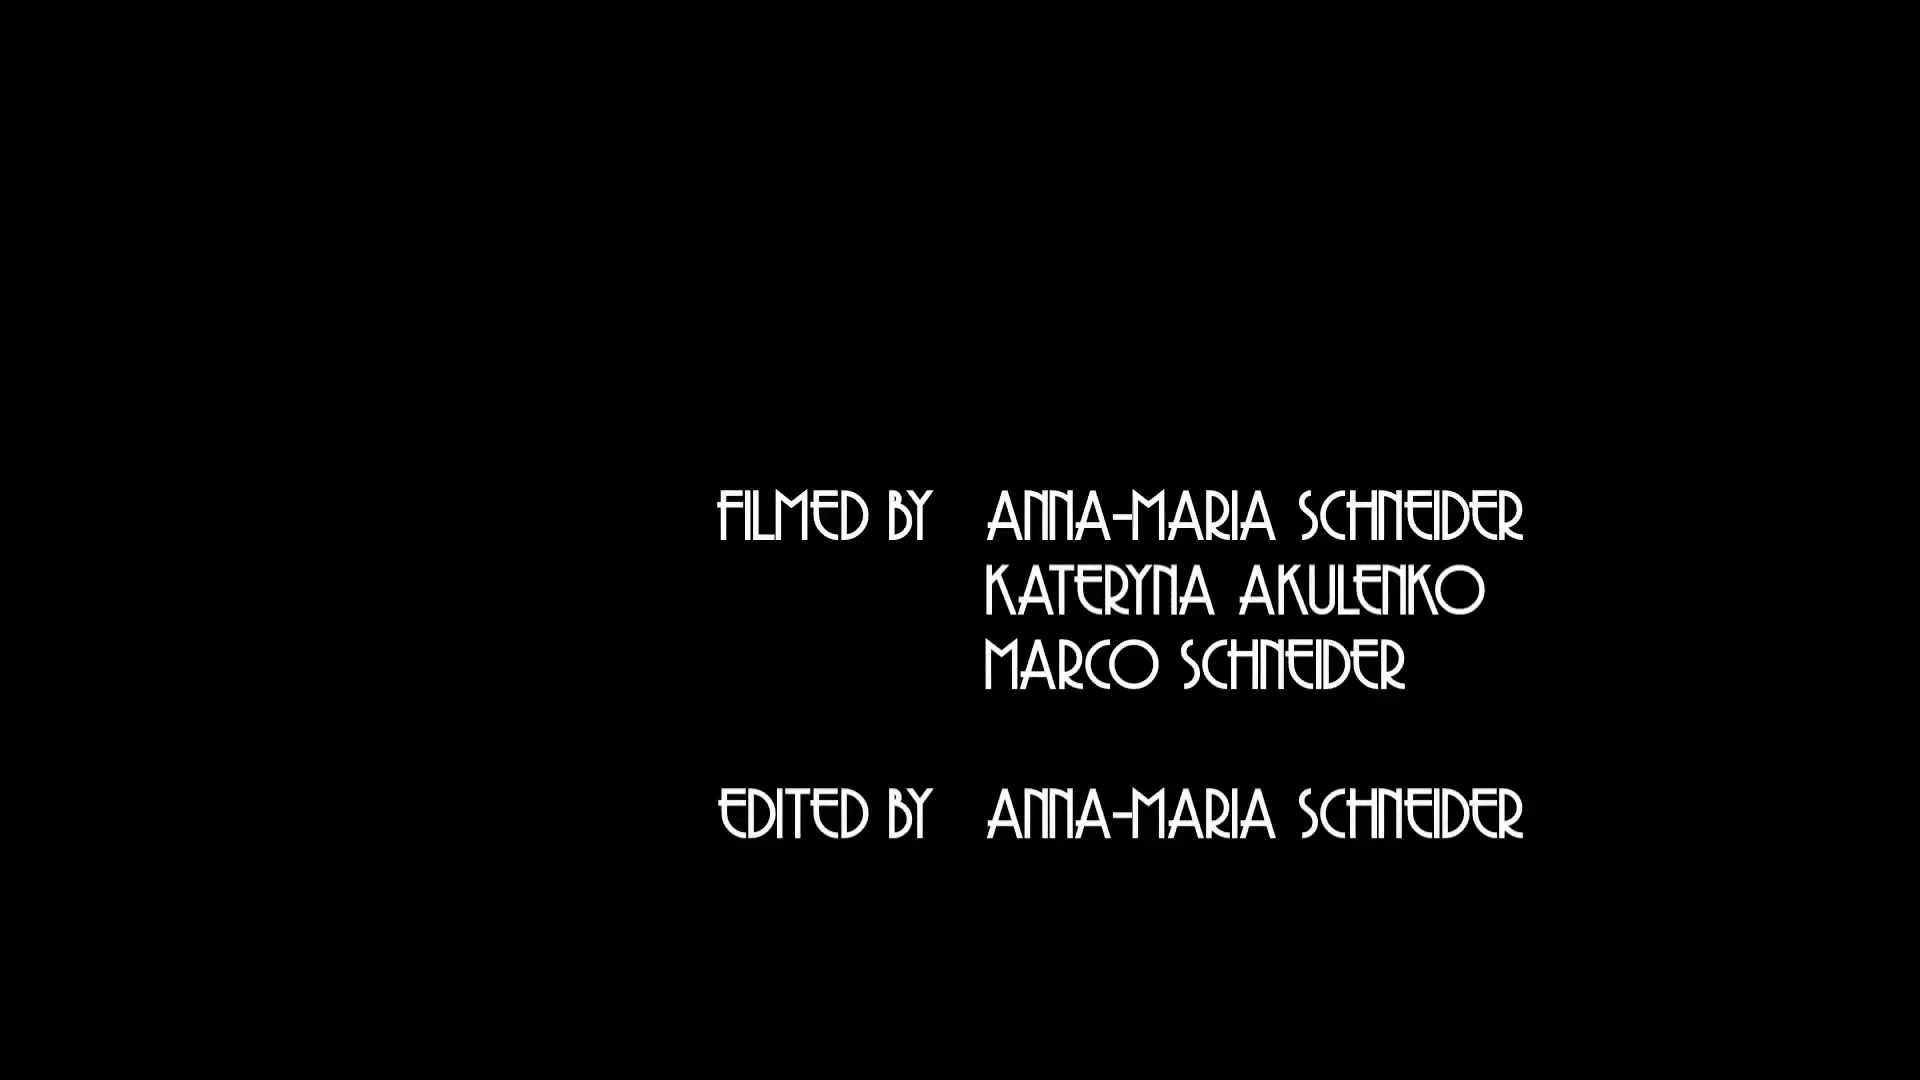 FILMED BY ANNA-MARIA SCHNEIDER
KATERYNA AKULENKO
MARCO SCHNEIDER
EDITED BY ANNA-MARIA SCHNEIDER